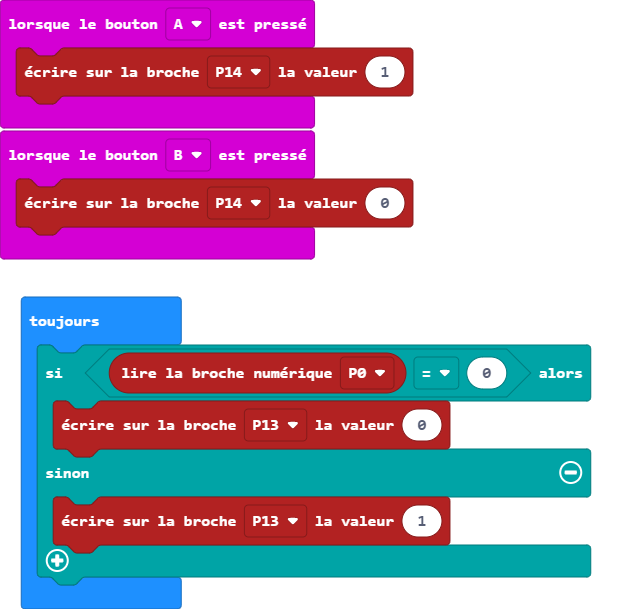 lorsque le bouton A est pressé
écrire sur la broche P14 la valeur 1
lorsque le bouton B est pressé
écrire sur la broche P14 la valeur 0
toujours
si lire la broche numérique P0 = 0 alors
écrire sur la broche P13 la valeur 0
sinon
écrire sur la broche P13 la valeur 1